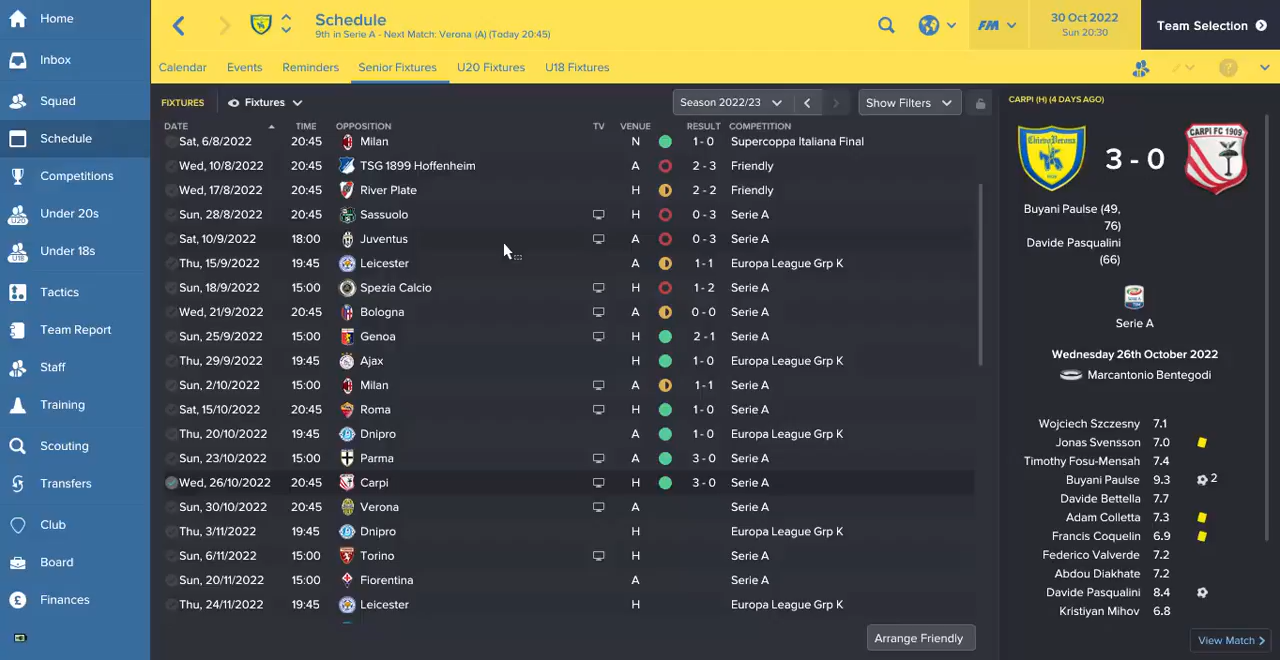 Home
Inbox
Squad
Schedule
Competitions
Under 20s
Under 18s
Tactics
Team Report
Staff
Training
Scouting
Transfers
Club
Board
Finances
Schedule
9th in Serie A - Next Match: Verona (A) (Today 20:45)
FM
30 Oct 2022
Sun 20:30
Team Selection
Calendar Events Reminders Senior Fixtures U20 Fixtures U18 Fixtures
FIXTURES Fixtures Season 2022/23 Show Filters
DATE TIME OPPOSITION TV VENUE RESULT COMPETITION
Sat, 6/8/2022 20:45 Milan N 1 - 0 Supercoppa Italiana Final
Wed, 10/8/2022 20:45 TSG 1899 Hoffenheim A 2 - 3 Friendly
Wed, 17/8/2022 20:45 River Plate H 2 - 2 Friendly
Sun, 28/8/2022 20:45 Sassuolo H 0 - 3 Serie A
Sat, 10/9/2022 18:00 Juventus A 0 - 3 Serie A
Thu, 15/9/2022 19:45 Leicester A 1 - 1 Europa League Grp K
Sun, 18/9/2022 15:00 Spezia Calcio H 1 - 2 Serie A
Wed, 21/9/2022 20:45 Bologna A 0 - 0 Serie A
Sun, 25/9/2022 15:00 Genoa H 2 - 1 Serie A
Thu, 29/9/2022 19:45 Ajax H 1 - 0 Europa League Grp K
Sun, 2/10/2022 15:00 Milan A 1 - 1 Serie A
Sat, 15/10/2022 20:45 Roma H 1 - 0 Serie A
Thu, 20/10/2022 19:45 Dnipro A 1 - 0 Europa League Grp K
Sun, 23/10/2022 15:00 Parma A 3 - 0 Serie A
Wed, 26/10/2022 20:45 Carpi H 3 - 0 Serie A
Sun, 30/10/2022 20:45 Verona A Serie A
Thu, 3/11/2022 19:45 Dnipro H Europa League Grp K
Sun, 6/11/2022 15:00 Torino H Serie A
Sun, 20/11/2022 15:00 Fiorentina A Serie A
Thu, 24/11/2022 19:45 Leicester H Europa League Grp K
Arrange Friendly
CARPI (H) (4 DAYS AGO)
CARPI FC 1909
3 - 0
Buyani Paulse (49,
76)
Davide Pasqualini
(66)
Serie A
Wednesday 26th October 2022
Marcantonio Bentegodi
Wojciech Szczesny 7.1
Jonas Svensson 7.0
Timothy Fosu-Mensah 7.4
Buyani Paulse 9.3 2
Davide Bettella 7.7
Adam Colletta 7.3
Francis Coquelin 6.9
Federico Valverde 7.2
Abdou Diakhate 7.2
Davide Pasqualini 8.4
Kristiyan Mihov 6.8
View Match